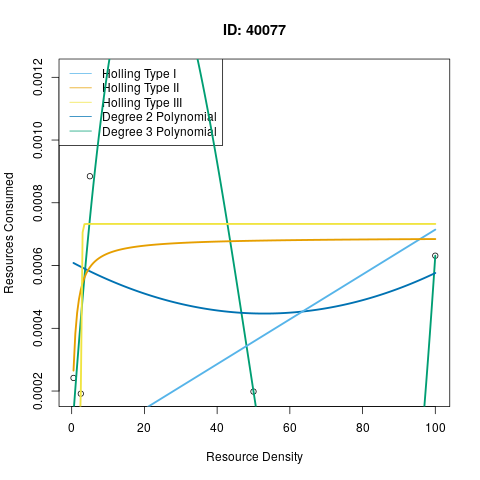 ID: 40077
Holling Type I
Holling Type II
Holling Type III
Degree 2 Polynomial
Degree 3 Polynomial
0.0012
0.0010
0.0008
0.0006
0.0004
0.0002
Resources Consumed
0 20 40 60 80 100
Resource Density